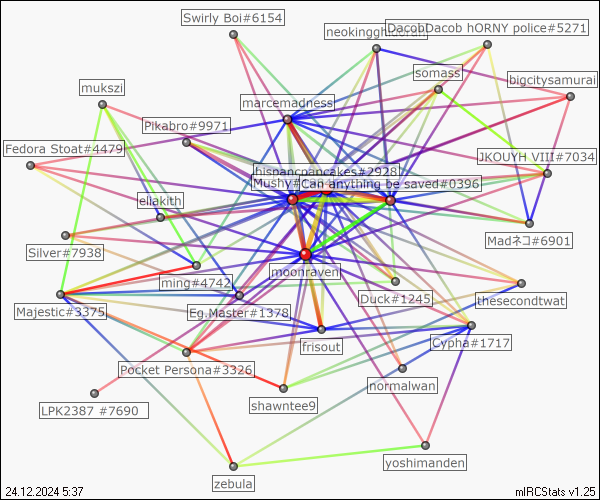 Swirly Boi#6154
neokingghidorah
DacobDacob hORNY police#5271
mukszi
somass
bigcitysamurai
marcemadness
Pikabro#9971
Fedora Stoat#4479
JKOUYH VIII#7034
hispancpancakes#2928
Mushy#
Can anything be saved#0396
ellakith
Madネコ#6901
Silver#7938
moonraven
ming#4742
Duck#1245
thesecondtwat
Majestic#3375
Eg.Master#1378
frisout
Cypha#1717
Pocket Persona#3326
normalwan
LPK2387 #7690
shawntee9
yoshimanden
zebula
24.12.2024 5:37
mIRCStats v1.25